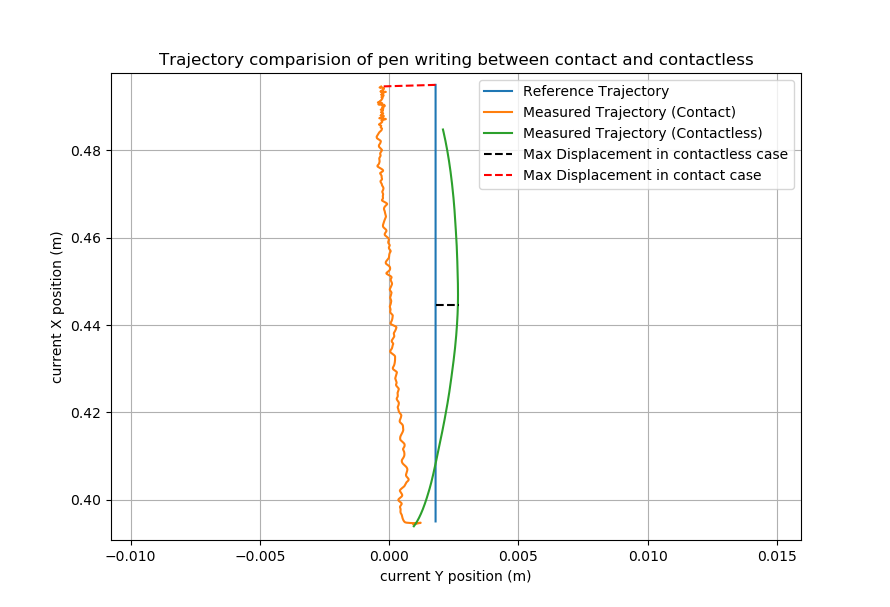 Trajectory comparision of pen writing between contact and contactless
Reference Trajectory
Measured Trajectory (Contact)
Measured Trajectory (Contactless)
Max Displacement in contactless case
Max Displacement in contact case
current X position (m)
0.48
0.46
0.44
0.42
0.40
−0.010 −0.005 0.000 0.005 0.010 0.015
current Y position (m)